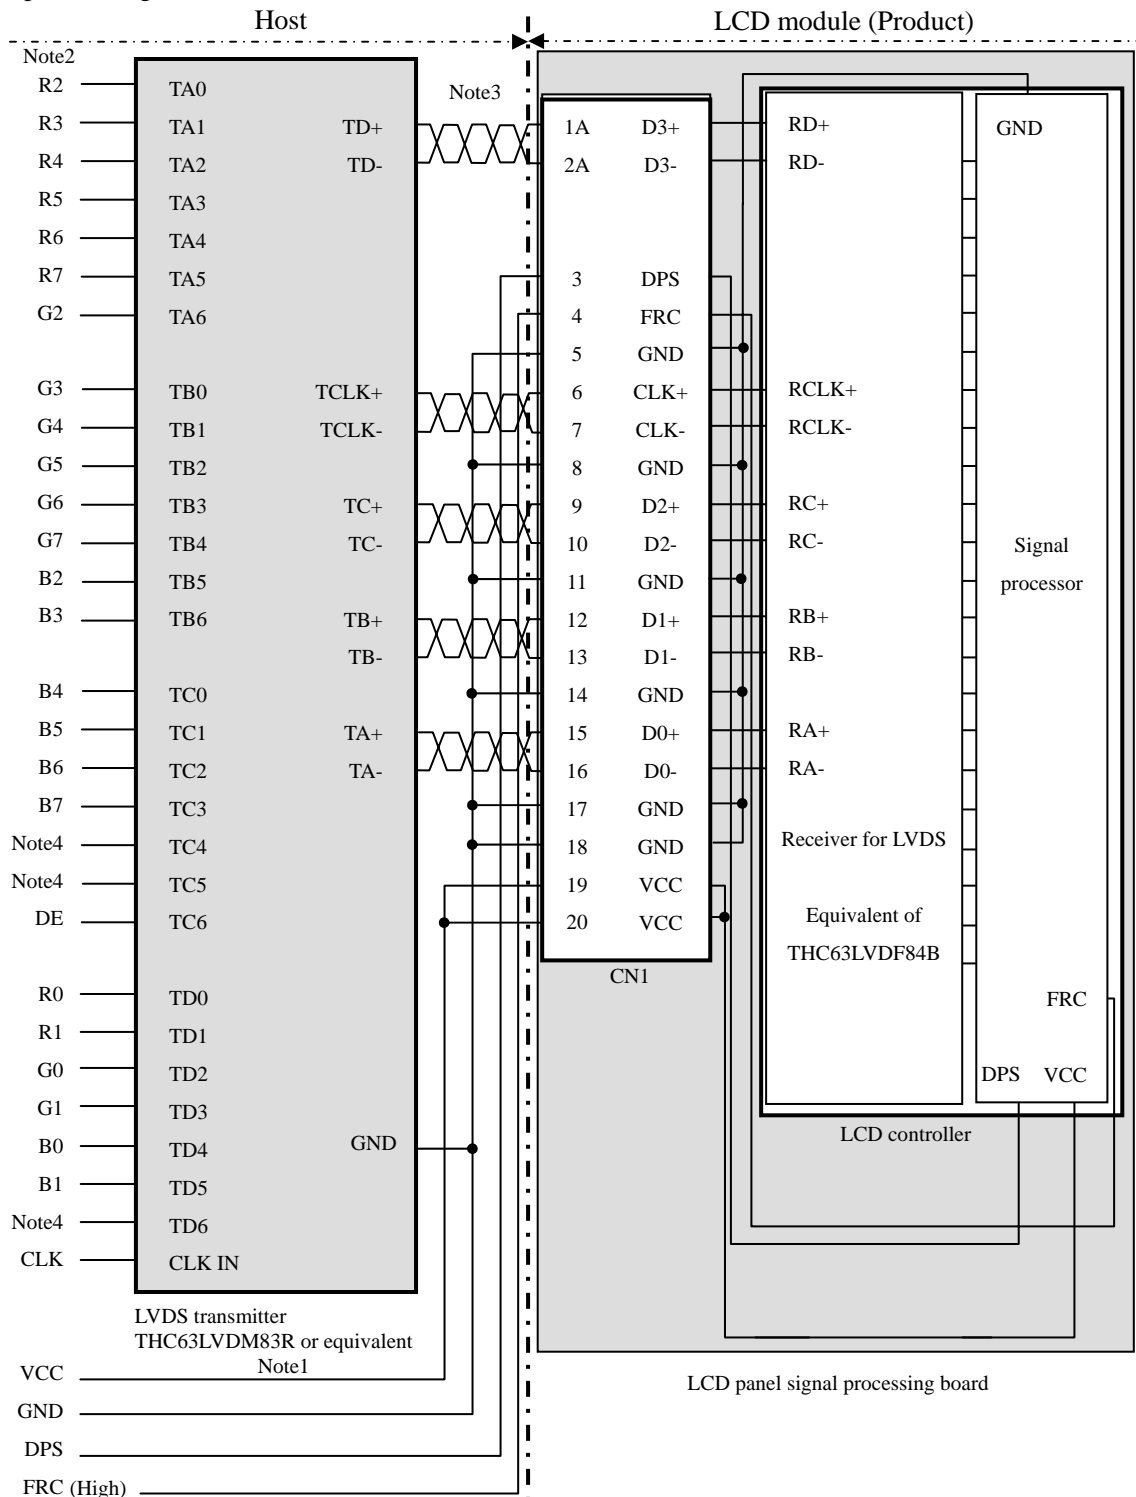 Host
LCD module (Product)
Note2
R2 TA0
R3 TA1 TD+
R4 TA2 TD-
R5 TA3
R6 TA4
R7 TA5
G2 TA6
G3 TB0 TCLK+
G4 TB1 TCLK-
G5 TB2
G6 TB3 TC+
G7 TB4 TC-
B2 TB5
B3 TB6 TB+
TB-
B4 TC0
B5 TC1 TA+
B6 TC2 TA-
B7 TC3
Note4 TC4
Note4 TC5
DE TC6
R0 TD0
R1 TD1
G0 TD2
G1 TD3
B0 TD4 GND
B1 TD5
Note4 TD6
CLK CLK IN
LVDS transmitter
THC63LVDM83R or equivalent
Note1
VCC
GND
DPS
FRC (High)
Note3
1A D3+
2A D3-
3 DPS
4 FRC
5 GND
6 CLK+
7 CLK-
8 GND
9 D2+
10 D2-
11 GND
12 D1+
13 D1-
14 GND
15 D0+
16 D0-
17 GND
18 GND
19 VCC
20 VCC
CN1
RD+
RD-
RCLK+
RCLK-
RC+
RC-
RB+
RB-
RA+
RA-
Receiver for LVDS
Equivalent of
THC63LVDF84B
GND
Signal
processor
FRC
DPS VCC
LCD controller
LCD panel signal processing board